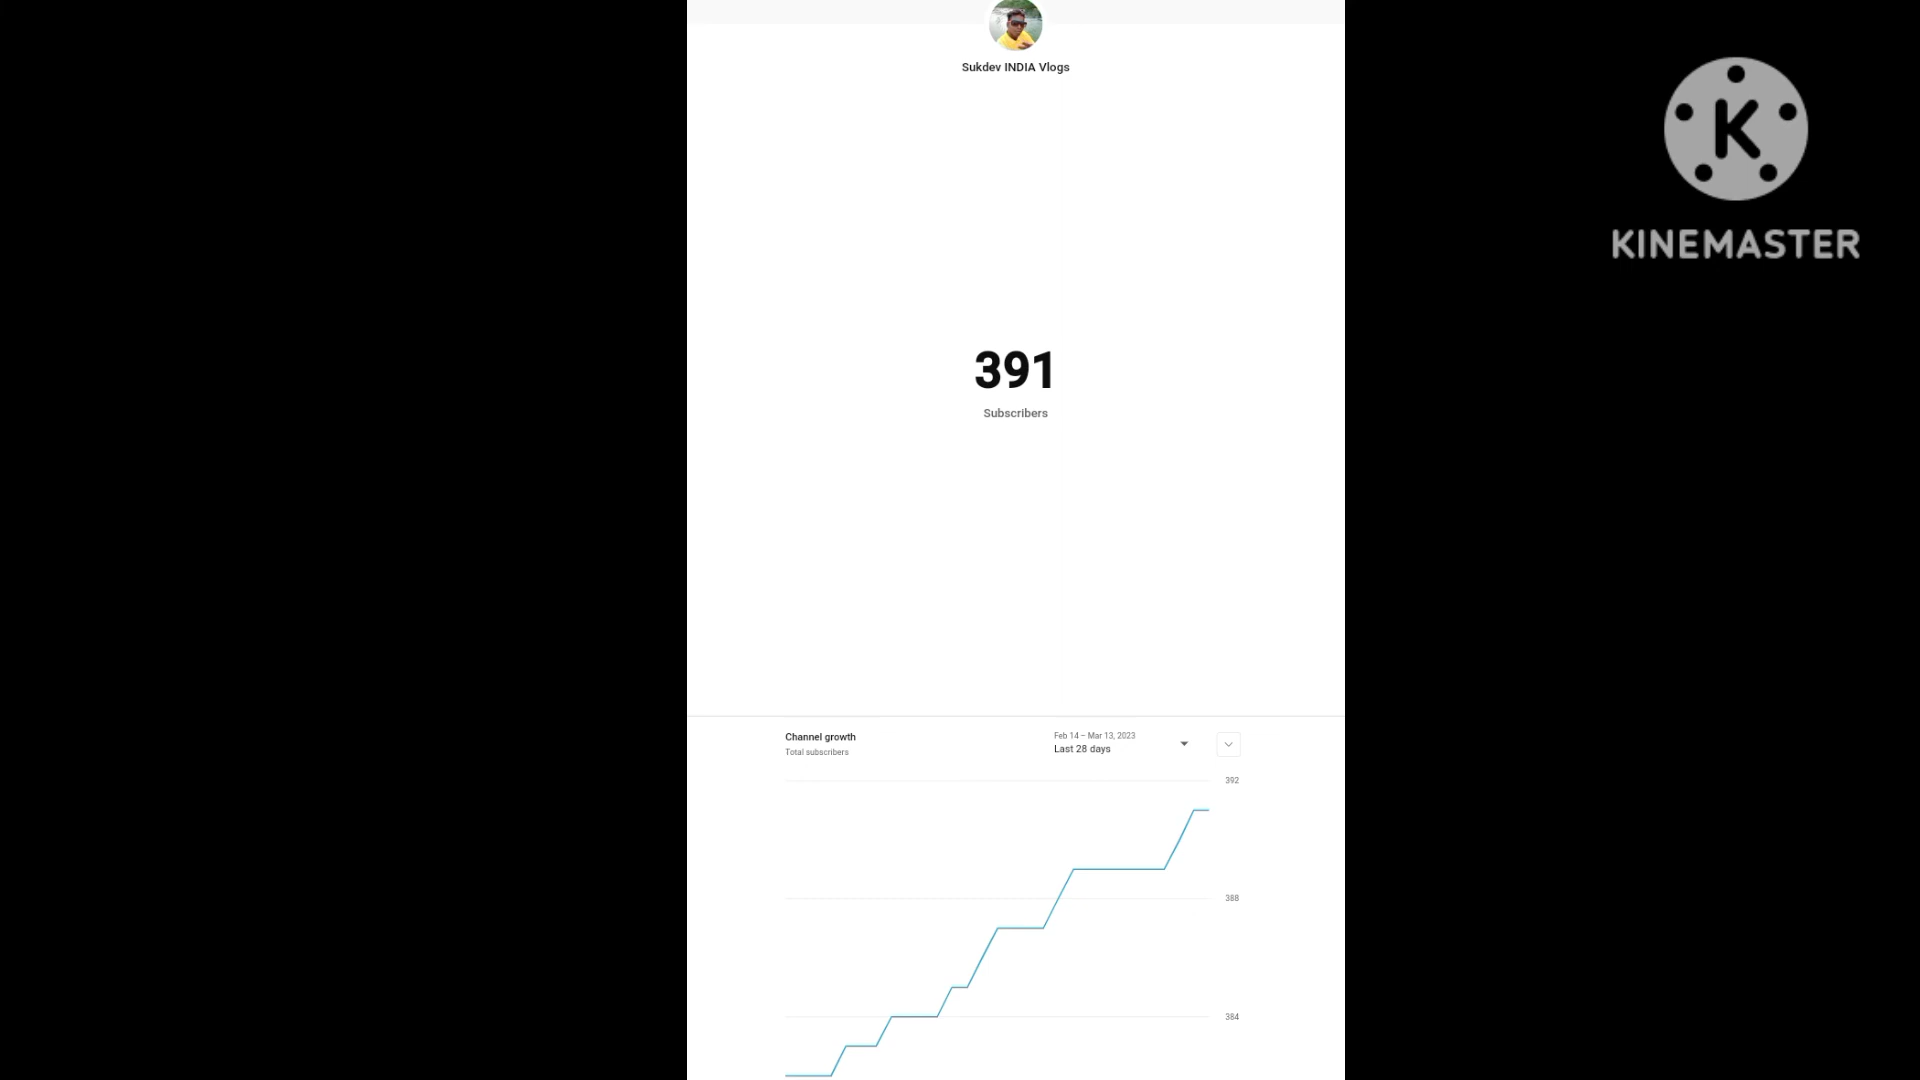 Sukdev INDIA Vlogs
KINEMASTER
391
Subscribers
Channel growth
Total subscribers
Feb 14 – Mar 13, 2023
Last 28 days
392
388
384